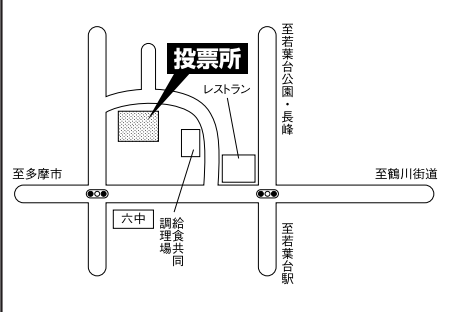 投票所
レストラン
至若葉台公園・長峰
至多摩市
至鶴川街道
六中
給食共同
調理場
至若葉台駅